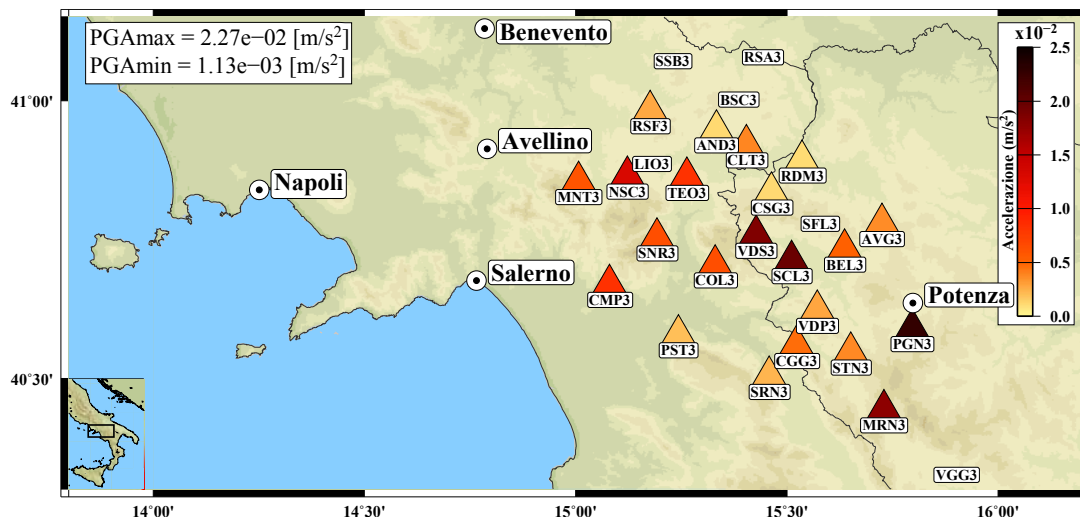 PGAmax = 2.27e−02 [m/s²]
PGAmin = 1.13e−03 [m/s²]
Benevento
Avellino
Napoli
Salerno
Potenza
SSB3
RSA3
BSC3
RSF3
AND3
CLT3
LIO3
RDM3
MNT3
NSC3
TEO3
CSG3
SFL3
AVG3
SNR3
VDS3
BEL3
COL3
SCL3
CMP3
VDP3
PST3
PGN3
CGG3
STN3
SRN3
MRN3
VGG3
×10⁻²
2.5
2.0
1.5
1.0
0.5
0.0
Accelerazione (m/s²)
41°00'
40°30'
14°00'
14°30'
15°00'
15°30'
16°00'